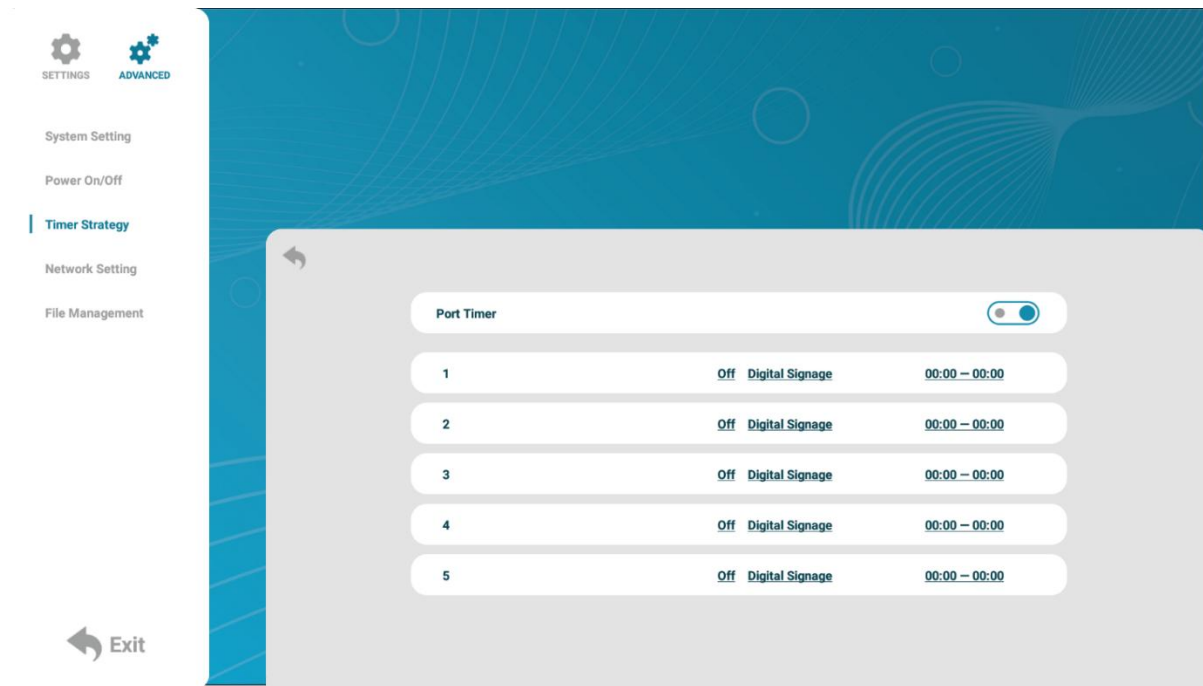 SETTINGS ADVANCED
System Setting
Power On/Off
Timer Strategy
Network Setting
File Management
Exit
Port Timer
1 Off Digital Signage 00:00 — 00:00
2 Off Digital Signage 00:00 — 00:00
3 Off Digital Signage 00:00 — 00:00
4 Off Digital Signage 00:00 — 00:00
5 Off Digital Signage 00:00 — 00:00